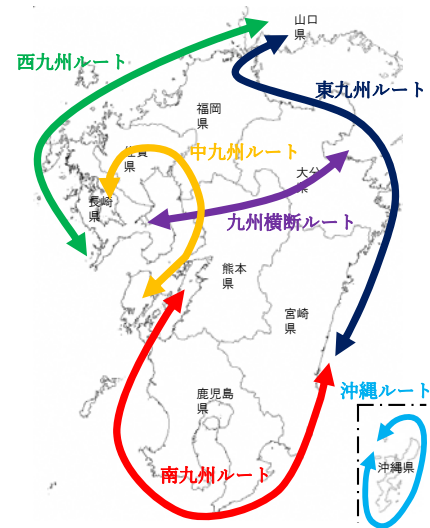 山口
県
西九州ルート
東九州ルート
福岡
県
佐賀
県
中九州ルート
大分
県
長崎
県
九州横断ルート
熊本
県
宮崎
県
沖縄ルート
鹿児島
県
南九州ルート
沖縄県